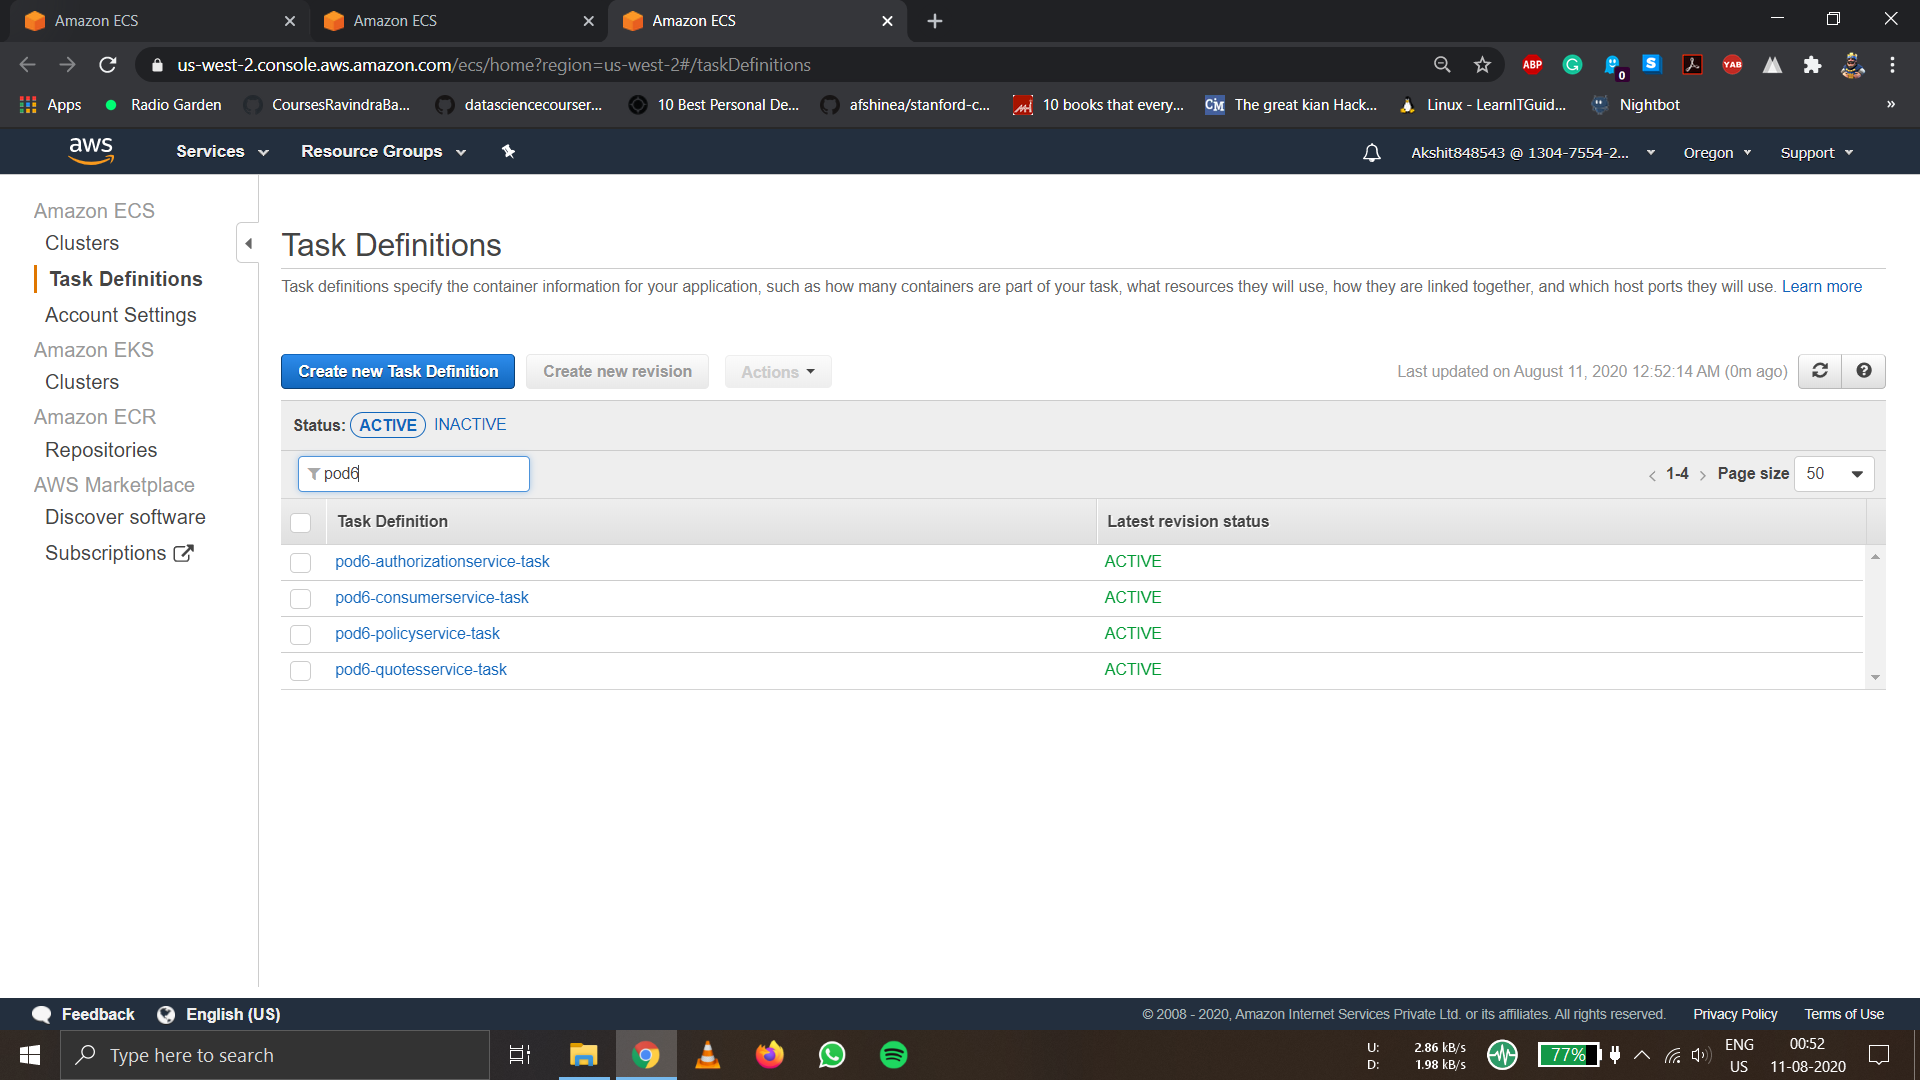 Amazon ECS
Amazon ECS
Amazon ECS
us-west-2.console.aws.amazon.com/ecs/home?region=us-west-2#/taskDefinitions
ABP
0
S
YAB
Apps
Radio Garden
CoursesRavindraBa...
datasciencecourser...
10 Best Personal De...
afshinea/stanford-c...
10 books that every...
CM
The great kian Hack...
Linux - LearnITGuid...
Nightbot
»
aws
Services
Resource Groups
Akshit848543 @ 1304-7554-2...
Oregon
Support
Amazon ECS
Clusters
Task Definitions
Account Settings
Amazon EKS
Clusters
Amazon ECR
Repositories
AWS Marketplace
Discover software
Subscriptions
Task Definitions
Task definitions specify the container information for your application, such as how many containers are part of your task, what resources they will use, how they are linked together, and which host ports they will use. Learn more
Create new Task Definition
Create new revision
Actions
Last updated on August 11, 2020 12:52:14 AM (0m ago)
Status: ACTIVE INACTIVE
pod6
< 1-4 > Page size 50
Task Definition
Latest revision status
pod6-authorizationservice-task ACTIVE
pod6-consumerservice-task ACTIVE
pod6-policyservice-task ACTIVE
pod6-quotesservice-task ACTIVE
Feedback
English (US)
© 2008 - 2020, Amazon Internet Services Private Ltd. or its affiliates. All rights reserved.
Privacy Policy
Terms of Use
Type here to search
U: 2.86 kB/s
D: 1.98 kB/s
77%
ENG
US
00:52
11-08-2020